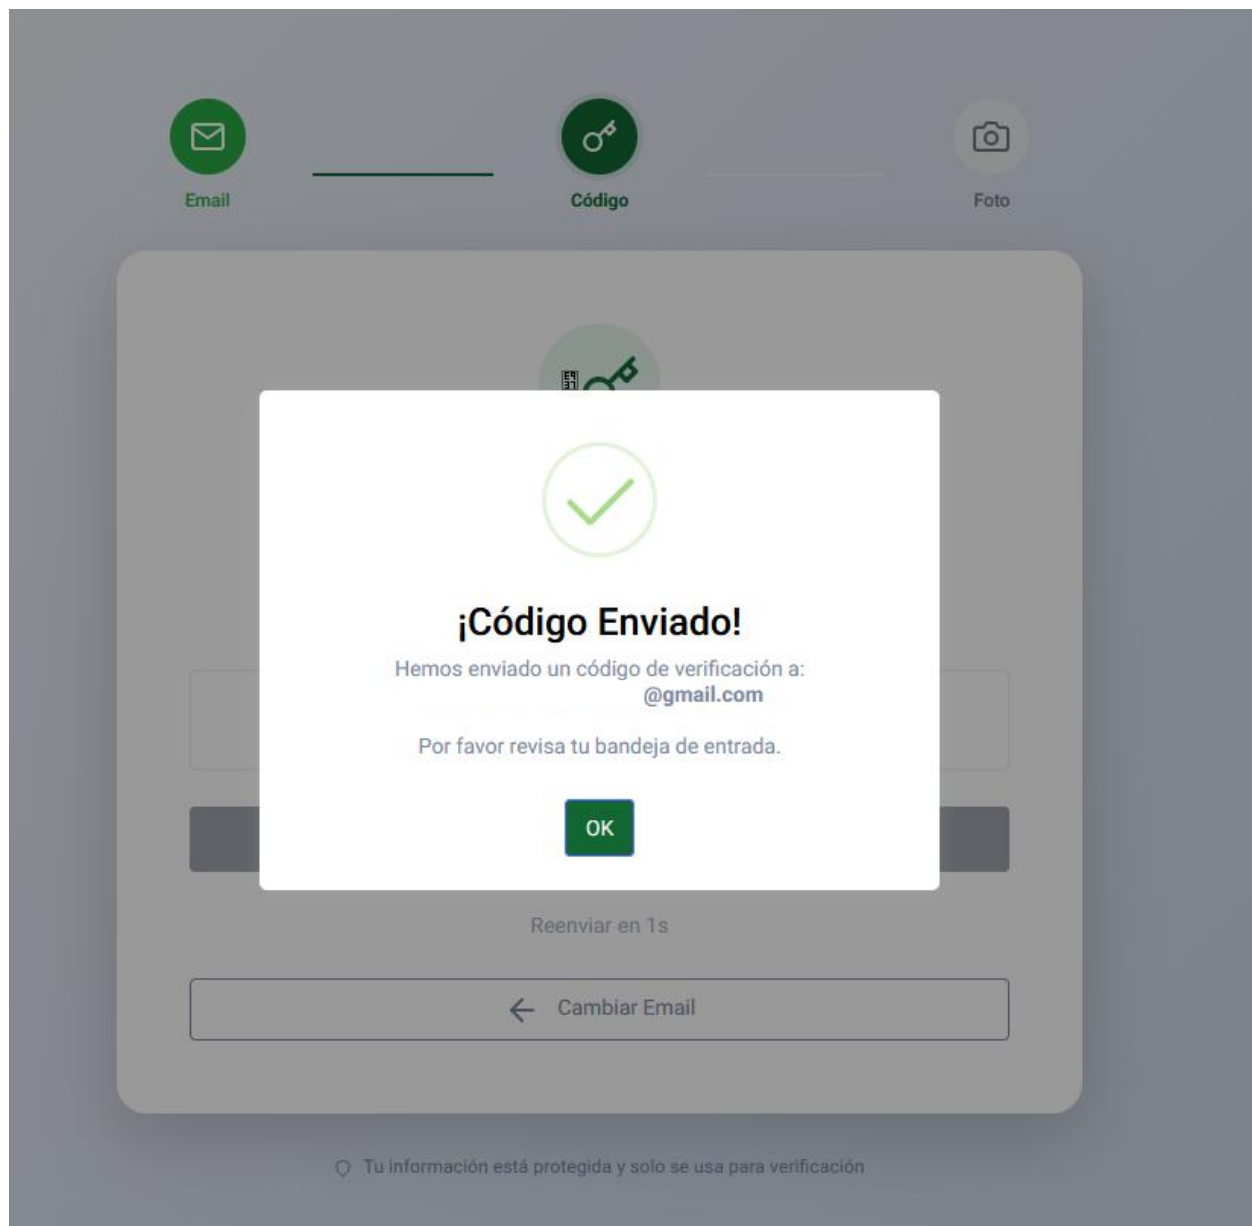 Email
Código
Foto
¡Código Enviado!
Hemos enviado un código de verificación a:
@gmail.com
Por favor revisa tu bandeja de entrada.
OK
Reenviar en 1s
Cambiar Email
Tu información está protegida y solo se usa para verificación